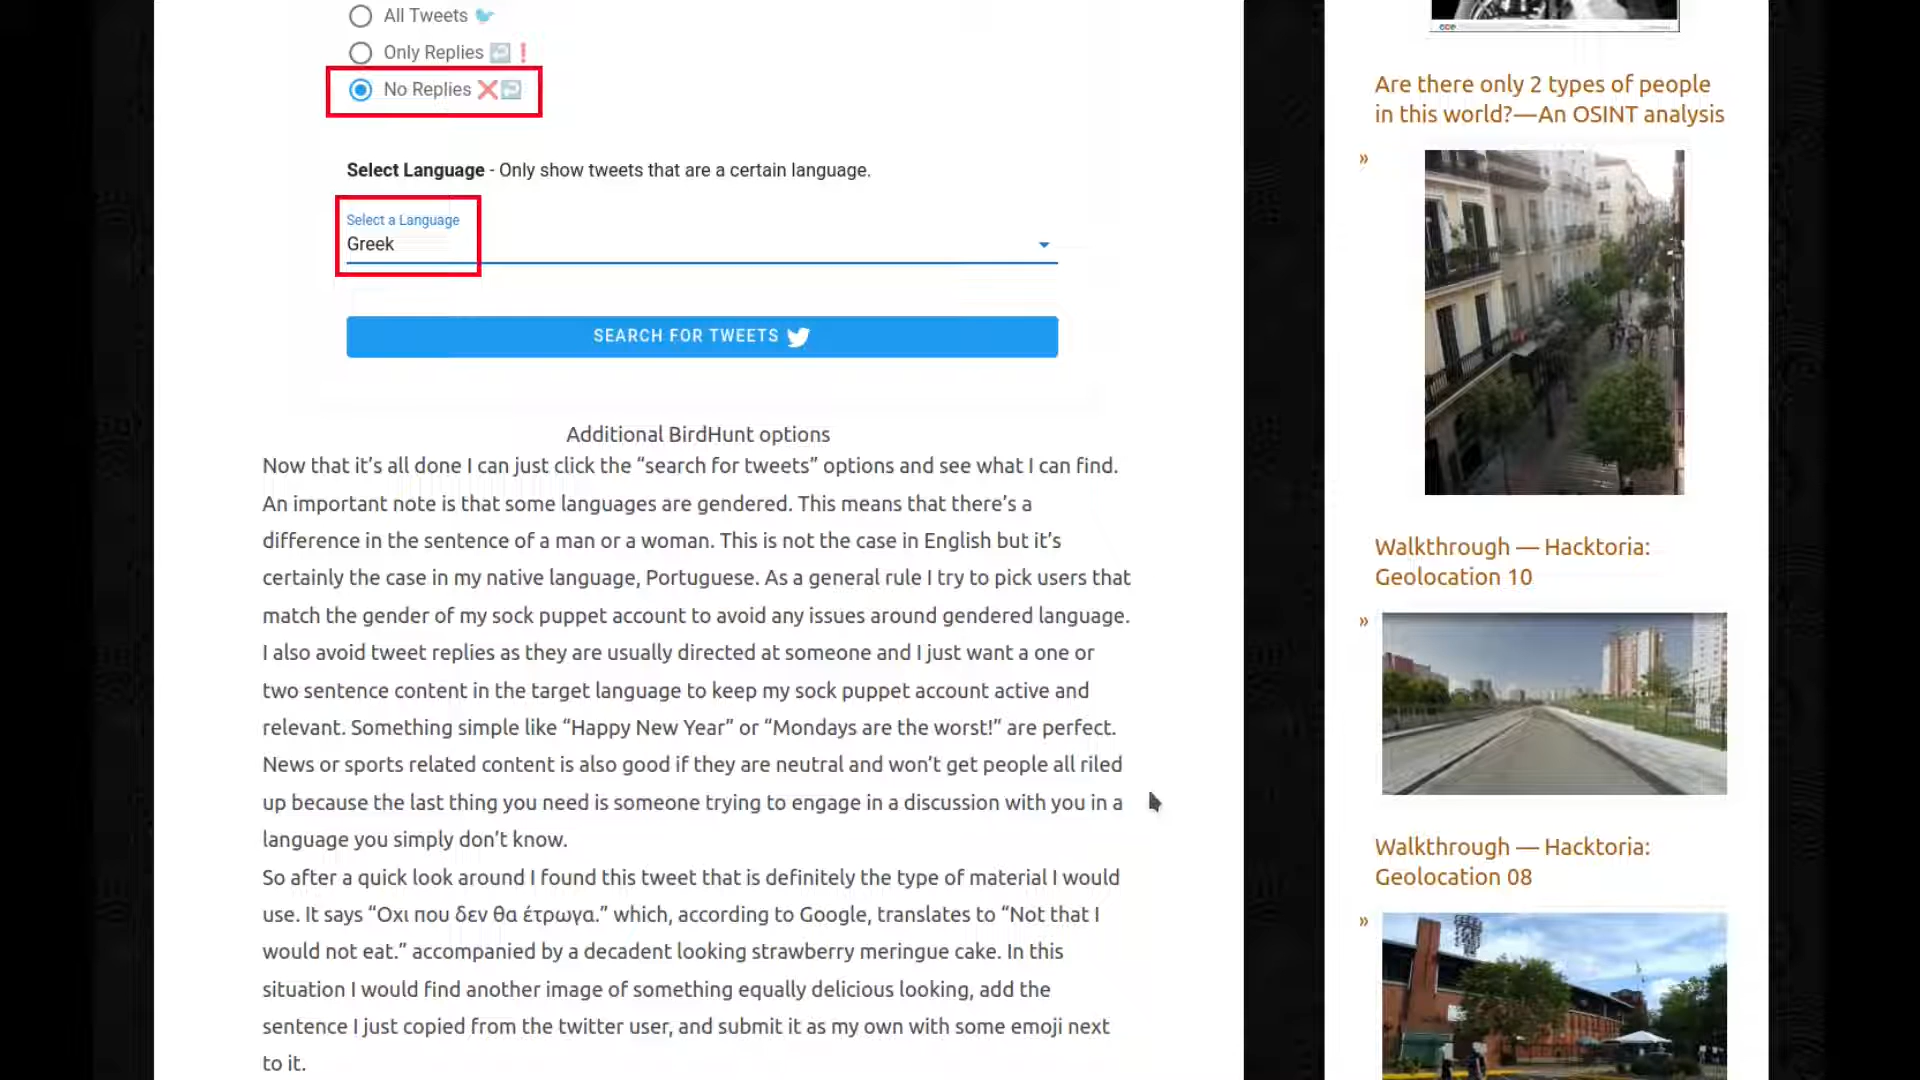 All Tweets 🐦
Only Replies ↩️❗
No Replies ❌↩️
Select Language - Only show tweets that are a certain language.
Select a Language
Greek
SEARCH FOR TWEETS
Additional BirdHunt options
Now that it’s all done I can just click the “search for tweets” options and see what I can find.
An important note is that some languages are gendered. This means that there’s a
difference in the sentence of a man or a woman. This is not the case in English but it’s
certainly the case in my native language, Portuguese. As a general rule I try to pick users that
match the gender of my sock puppet account to avoid any issues around gendered language.
I also avoid tweet replies as they are usually directed at someone and I just want a one or
two sentence content in the target language to keep my sock puppet account active and
relevant. Something simple like “Happy New Year” or “Mondays are the worst!” are perfect.
News or sports related content is also good if they are neutral and won’t get people all riled
up because the last thing you need is someone trying to engage in a discussion with you in a
language you simply don’t know.
So after a quick look around I found this tweet that is definitely the type of material I would
use. It says “Οχι που δεν θα έτρωγα.” which, according to Google, translates to “Not that I
would not eat.” accompanied by a decadent looking strawberry meringue cake. In this
situation I would find another image of something equally delicious looking, add the
sentence I just copied from the twitter user, and submit it as my own with some emoji next
to it.
Are there only 2 types of people
in this world?—An OSINT analysis
»
Walkthrough — Hacktoria:
Geolocation 10
»
Walkthrough — Hacktoria:
Geolocation 08
»